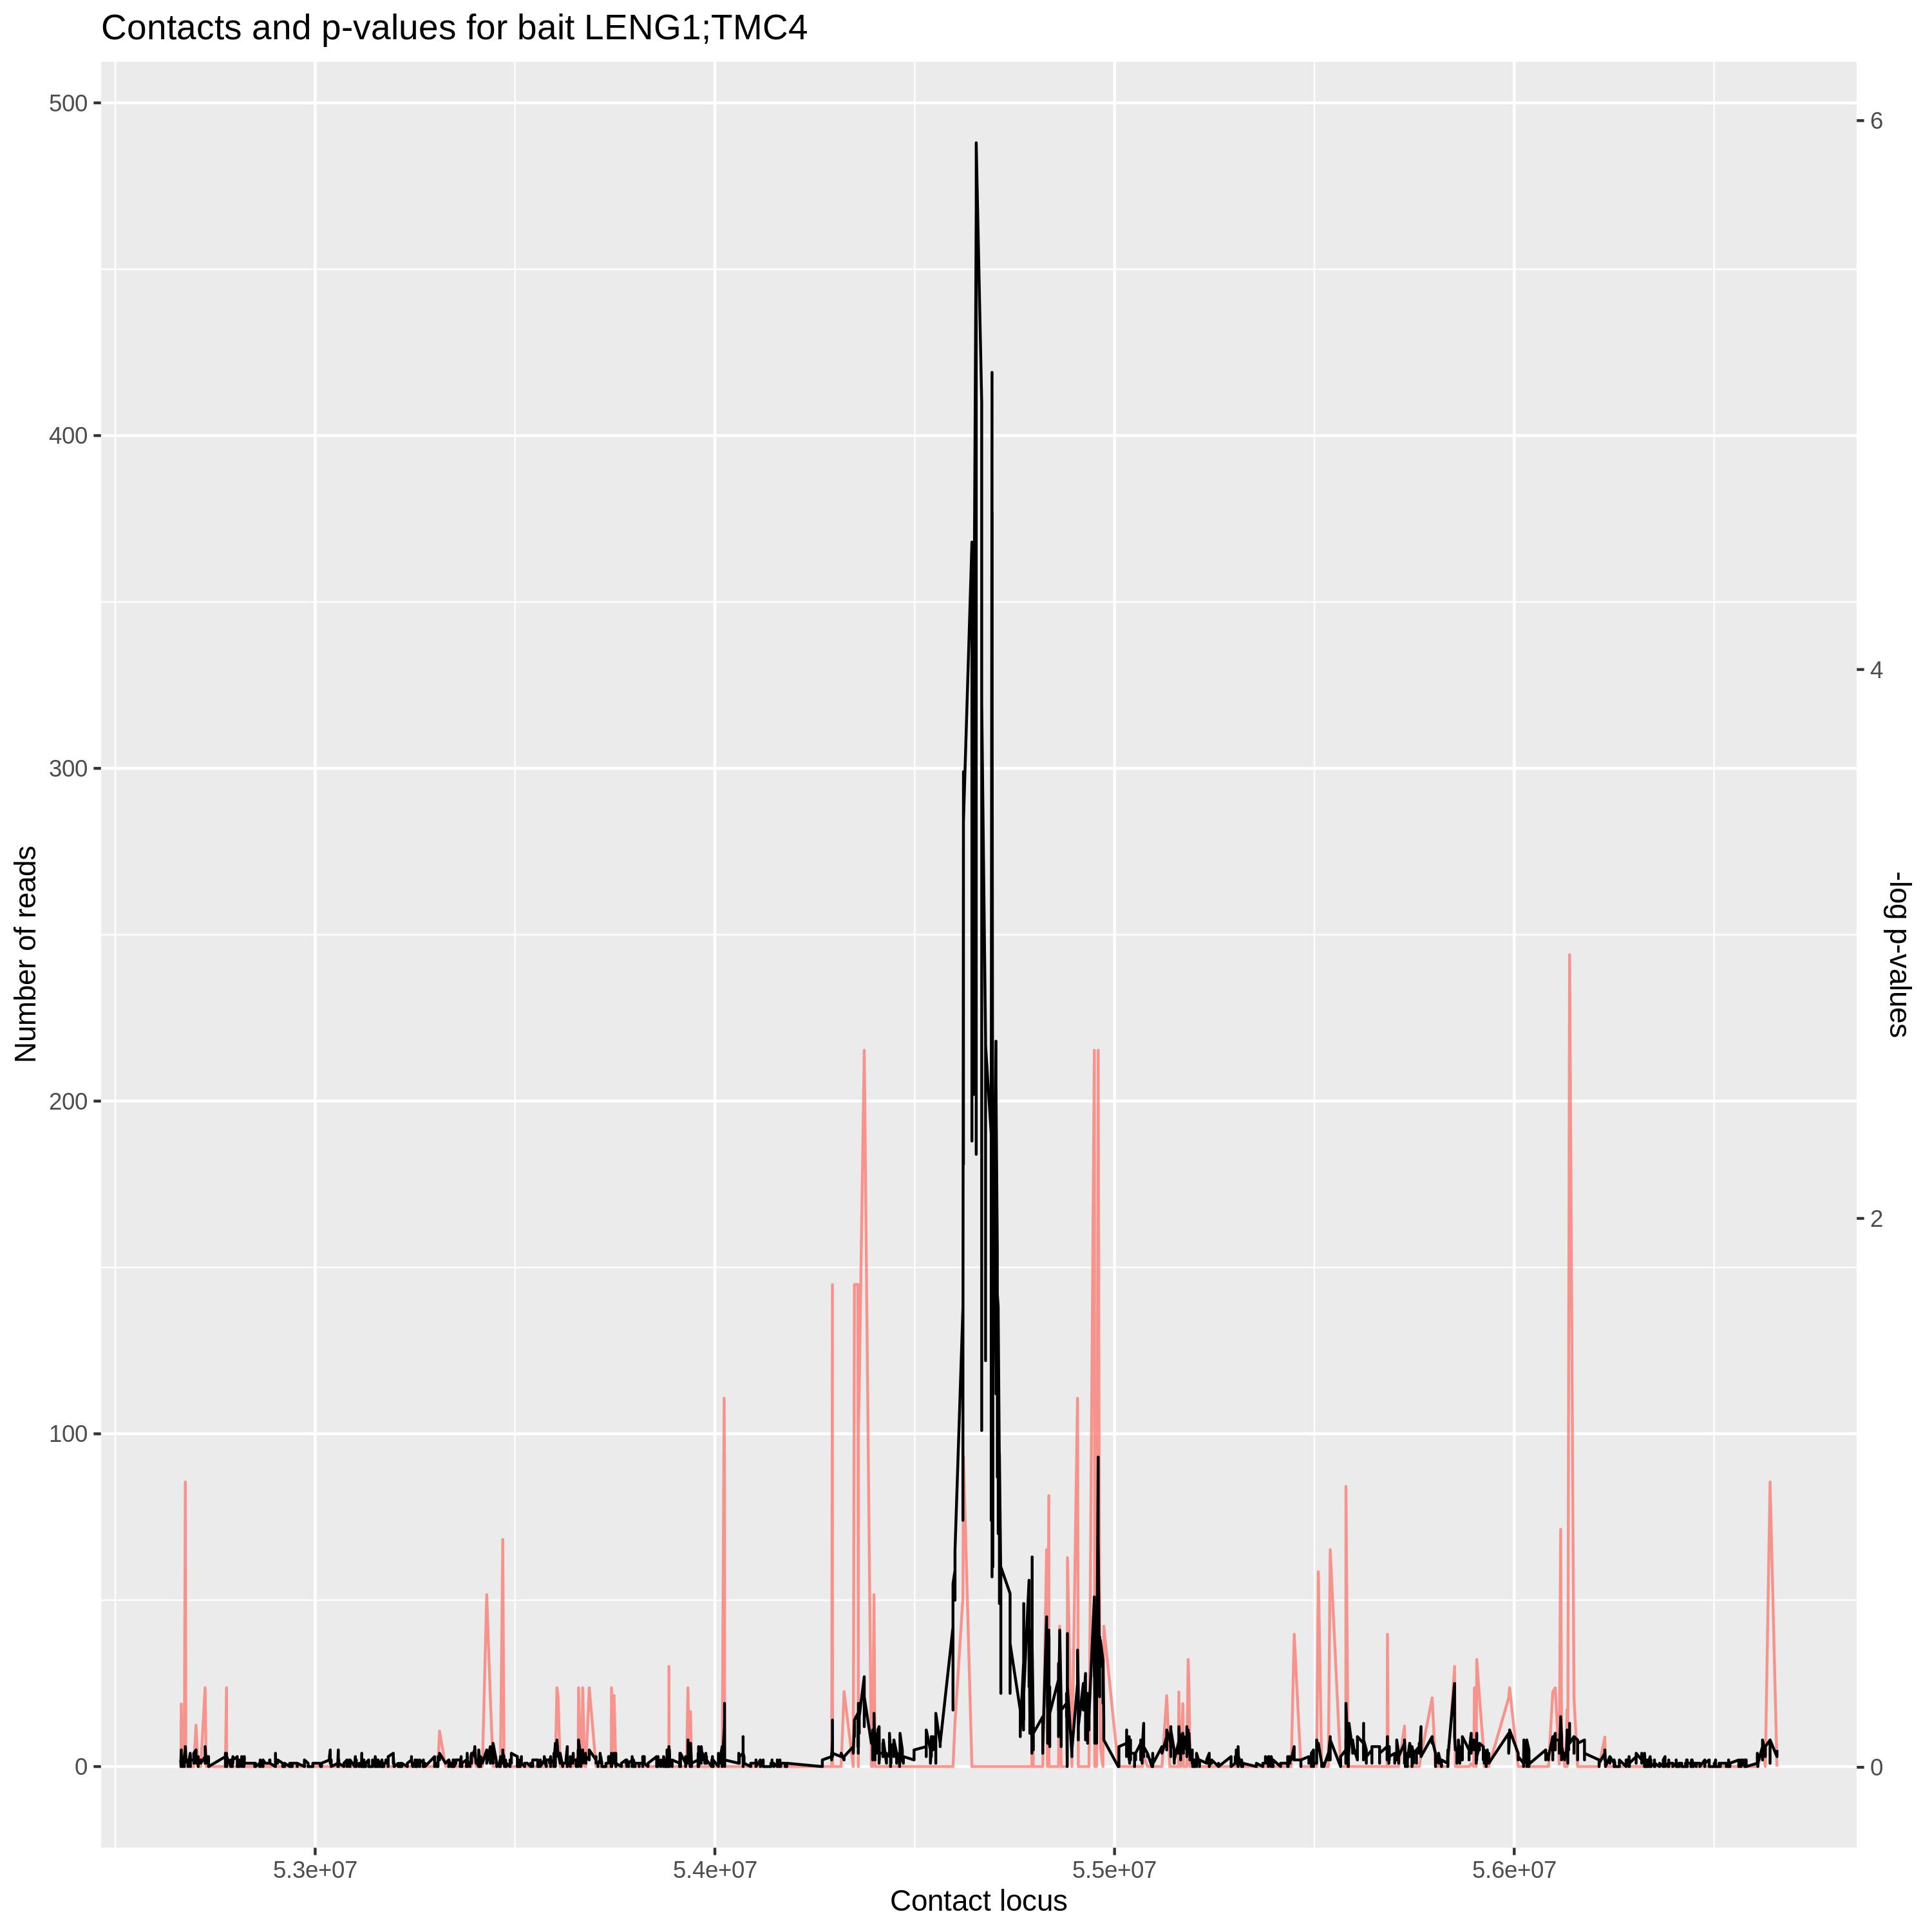 Contacts and p-values for bait LENG1;TMC4
500
400
300
200
100
0
6
4
2
0
Number of reads
-log p-values
5.3e+07
5.4e+07
5.5e+07
5.6e+07
Contact locus